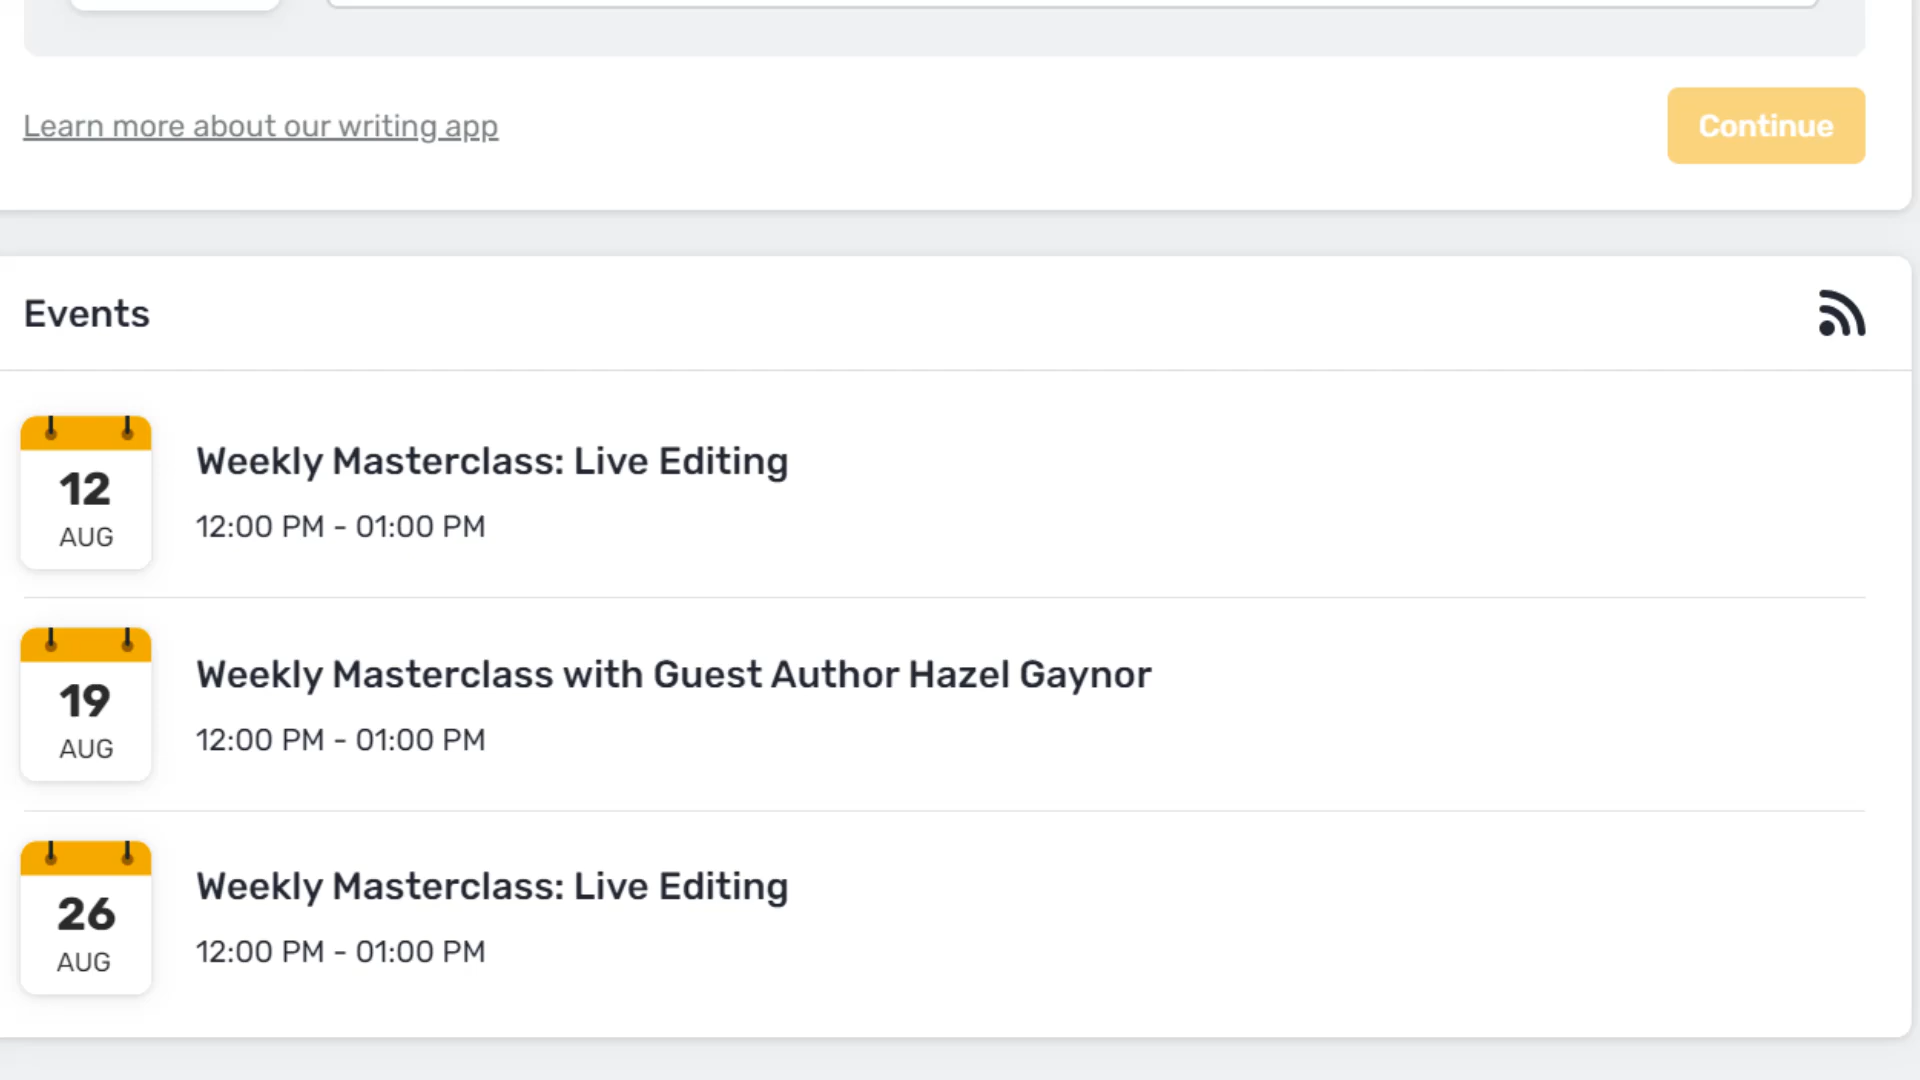 Learn more about our writing app
Continue
Events
12
AUG
Weekly Masterclass: Live Editing
12:00 PM - 01:00 PM
19
AUG
Weekly Masterclass with Guest Author Hazel Gaynor
12:00 PM - 01:00 PM
26
AUG
Weekly Masterclass: Live Editing
12:00 PM - 01:00 PM